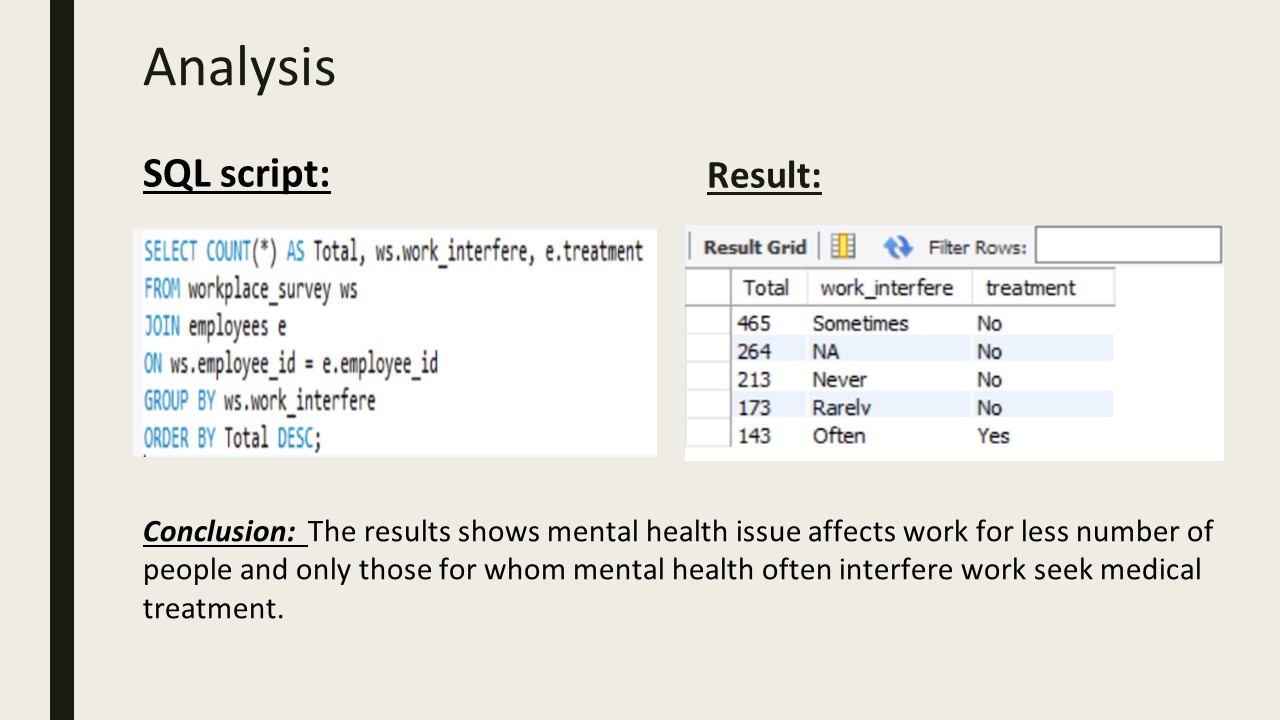 Analysis
SQL script:
SELECT COUNT(*) AS Total, ws.work_interfere, e.treatment
FROM workplace_survey ws
JOIN employees e
ON ws.employee_id = e.employee_id
GROUP BY ws.work_interfere
ORDER BY Total DESC;
Result:
Result Grid Filter Rows:
Total work_interfere treatment
465 Sometimes No
264 NA No
213 Never No
173 Rarely No
143 Often Yes
Conclusion: The results shows mental health issue affects work for less number of
people and only those for whom mental health often interfere work seek medical
treatment.